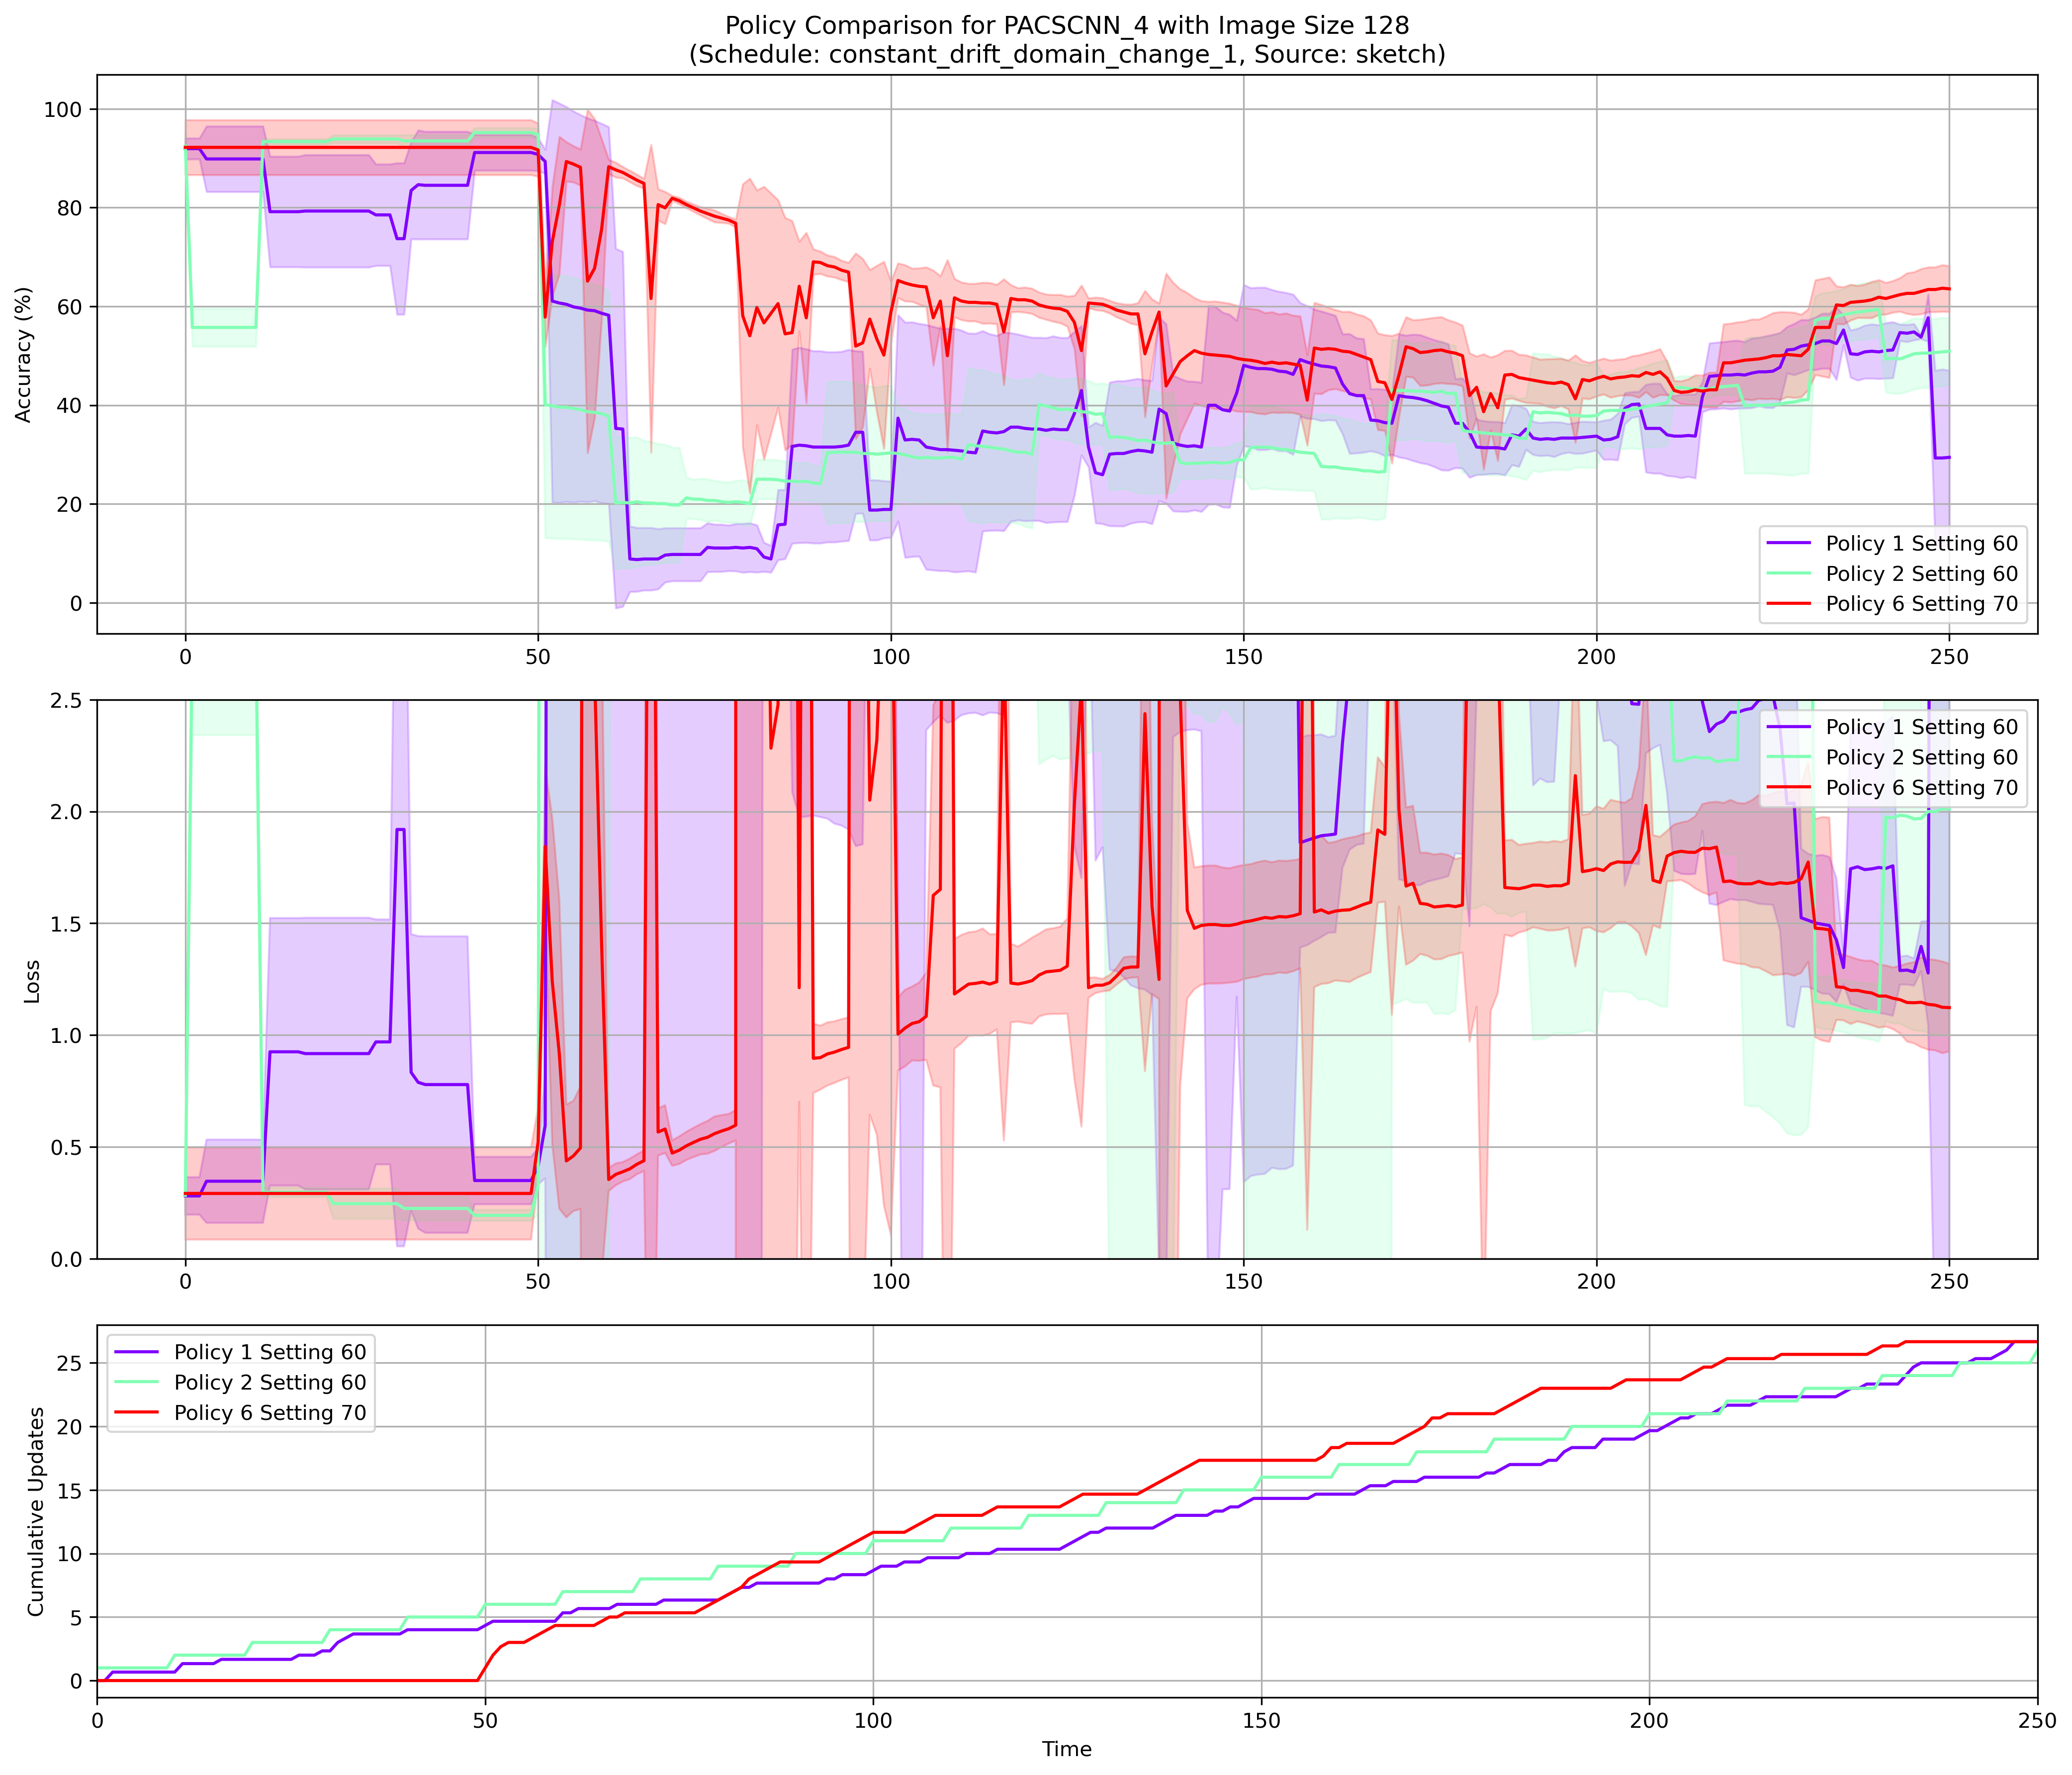 Policy Comparison for PACSCNN_4 with Image Size 128
(Schedule: constant_drift_domain_change_1, Source: sketch)
Accuracy (%)
100
80
60
40
20
0
0 50 100 150 200 250
Policy 1 Setting 60
Policy 2 Setting 60
Policy 6 Setting 70
Loss
2.5
2.0
1.5
1.0
0.5
0.0
0 50 100 150 200 250
Policy 1 Setting 60
Policy 2 Setting 60
Policy 6 Setting 70
Cumulative Updates
25
20
15
10
5
0
0 50 100 150 200 250
Policy 1 Setting 60
Policy 2 Setting 60
Policy 6 Setting 70
Time